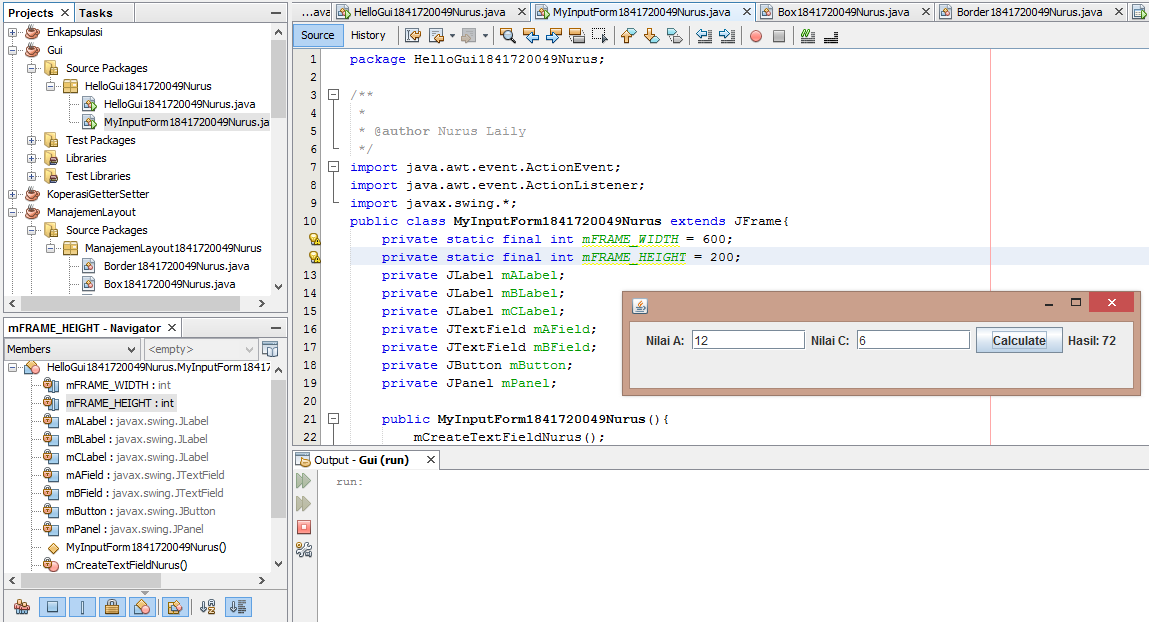 Projects
Tasks
Enkapsulasi
Gui
Source Packages
HelloGui1841720049Nurus
HelloGui1841720049Nurus.java
MyInputForm1841720049Nurus.ja
Test Packages
Libraries
Test Libraries
KoperasiGetterSetter
ManajemenLayout
Source Packages
ManajemenLayout1841720049Nurus
Border1841720049Nurus.java
Box1841720049Nurus.java
mFRAME_HEIGHT - Navigator
Members
<empty>
HelloGui1841720049Nurus.MyInputForm18417
mFRAME_WIDTH : int
mFRAME_HEIGHT : int
mALabel : javax.swing.JLabel
mBLabel : javax.swing.JLabel
mCLabel : javax.swing.JLabel
mAField : javax.swing.JTextField
mBField : javax.swing.JTextField
mButton : javax.swing.JButton
mPanel : javax.swing.JPanel
MyInputForm1841720049Nurus()
mCreateTextFieldNurus()
...ava
HelloGui1841720049Nurus.java
MyInputForm1841720049Nurus.java
Box1841720049Nurus.java
Border1841720049Nurus.java
Source
History
1 package HelloGui1841720049Nurus;
2
3 /**
4 *
5 * @author Nurus Laily
6 */
7 import java.awt.event.ActionEvent;
8 import java.awt.event.ActionListener;
9 import javax.swing.*;
10 public class MyInputForm1841720049Nurus extends JFrame{
private static final int mFRAME_WIDTH = 600;
private static final int mFRAME_HEIGHT = 200;
13 private JLabel mALabel;
14 private JLabel mBLabel;
15 private JLabel mCLabel;
16 private JTextField mAField;
17 private JTextField mBField;
18 private JButton mButton;
19 private JPanel mPanel;
20
21 public MyInputForm1841720049Nurus(){
22 mCreateTextFieldNurus();
Nilai A: 12 Nilai C: 6 Calculate Hasil: 72
Output - Gui (run)
run: